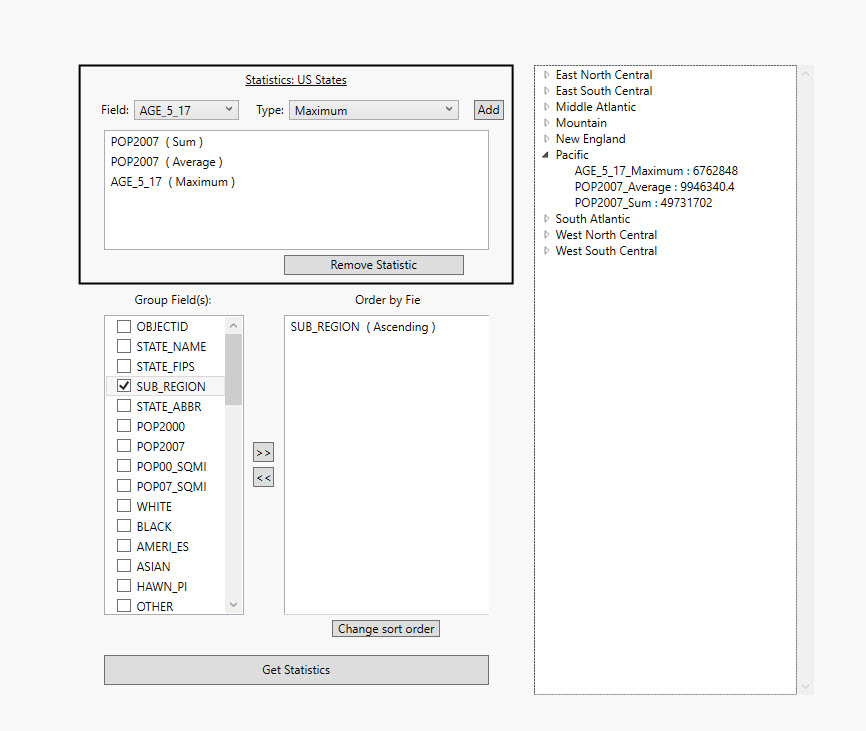 Statistics: US States
Field: AGE_5_17 Type: Maximum Add
POP2007 ( Sum )
POP2007 ( Average )
AGE_5_17 ( Maximum )
Remove Statistic
Group Field(s):
OBJECTID
STATE_NAME
STATE_FIPS
SUB_REGION
STATE_ABBR
POP2000
POP2007
POP00_SQMI
POP07_SQMI
WHITE
BLACK
AMERI_ES
ASIAN
HAWN_PI
OTHER
>>
<<
Order by Fie
SUB_REGION ( Ascending )
Change sort order
Get Statistics
East North Central
East South Central
Middle Atlantic
Mountain
New England
Pacific
AGE_5_17_Maximum : 6762848
POP2007_Average : 9946340.4
POP2007_Sum : 49731702
South Atlantic
West North Central
West South Central